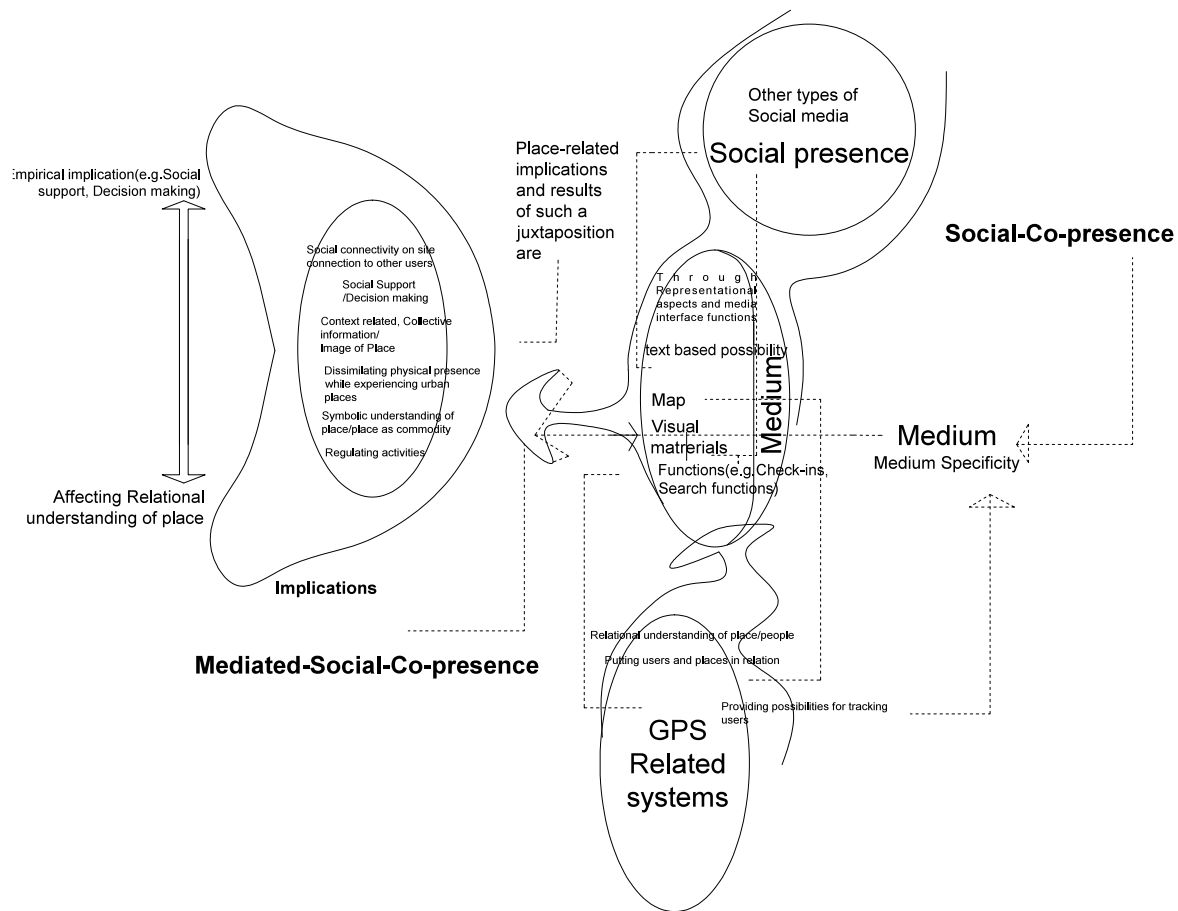 Other types of
Social media
Social presence
Place-related
implications
and results
of such a
juxtaposition
are
Social-Co-presence
Empirical implication(e.g.Social
support, Decision making)
Social connectivity on site
connection to other users
Social Support
/Decision making)
Context related, Collective
information/
Image of Place
Dissimilating physical presence
while experiencing urban
places
Symbolic understanding of
place/place as commodity
Regulating activities
Affecting Relational
understanding of place
Implications
Through
Representational
aspects and media
interface functions
text based possibility
Map
Visual
matrerials
Functions(e.g.Check-ins,
Search functions)
Medium
Medium
Medium Specificity
Mediated-Social-Co-presence
Relational understanding of place/people
Putting users and places in relation
Providing possibilities for tracking
users
GPS
Related
systems